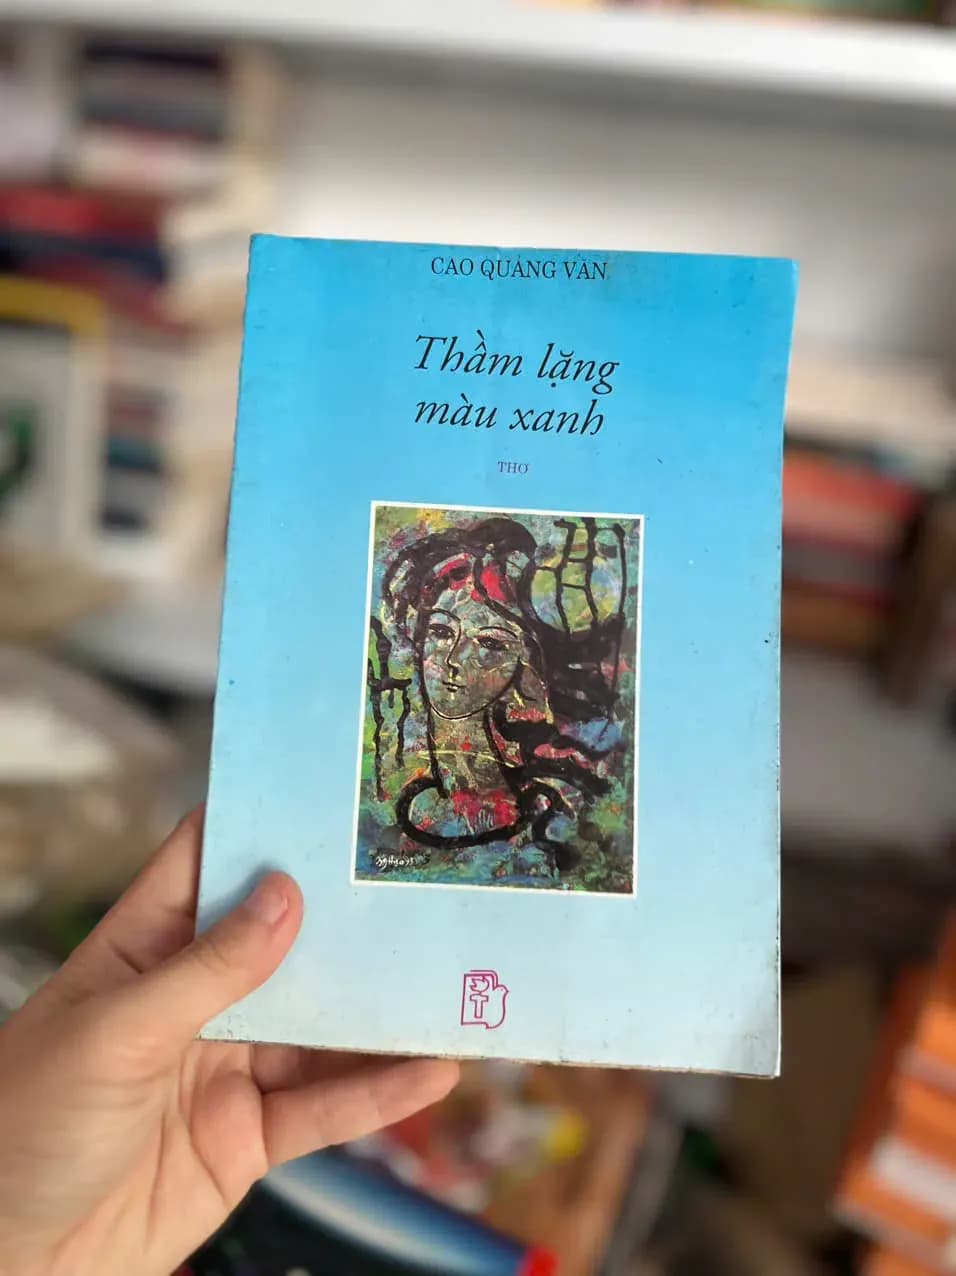 CAO QUẢNG VĂN
Thầm lặng
màu xanh
THƠ